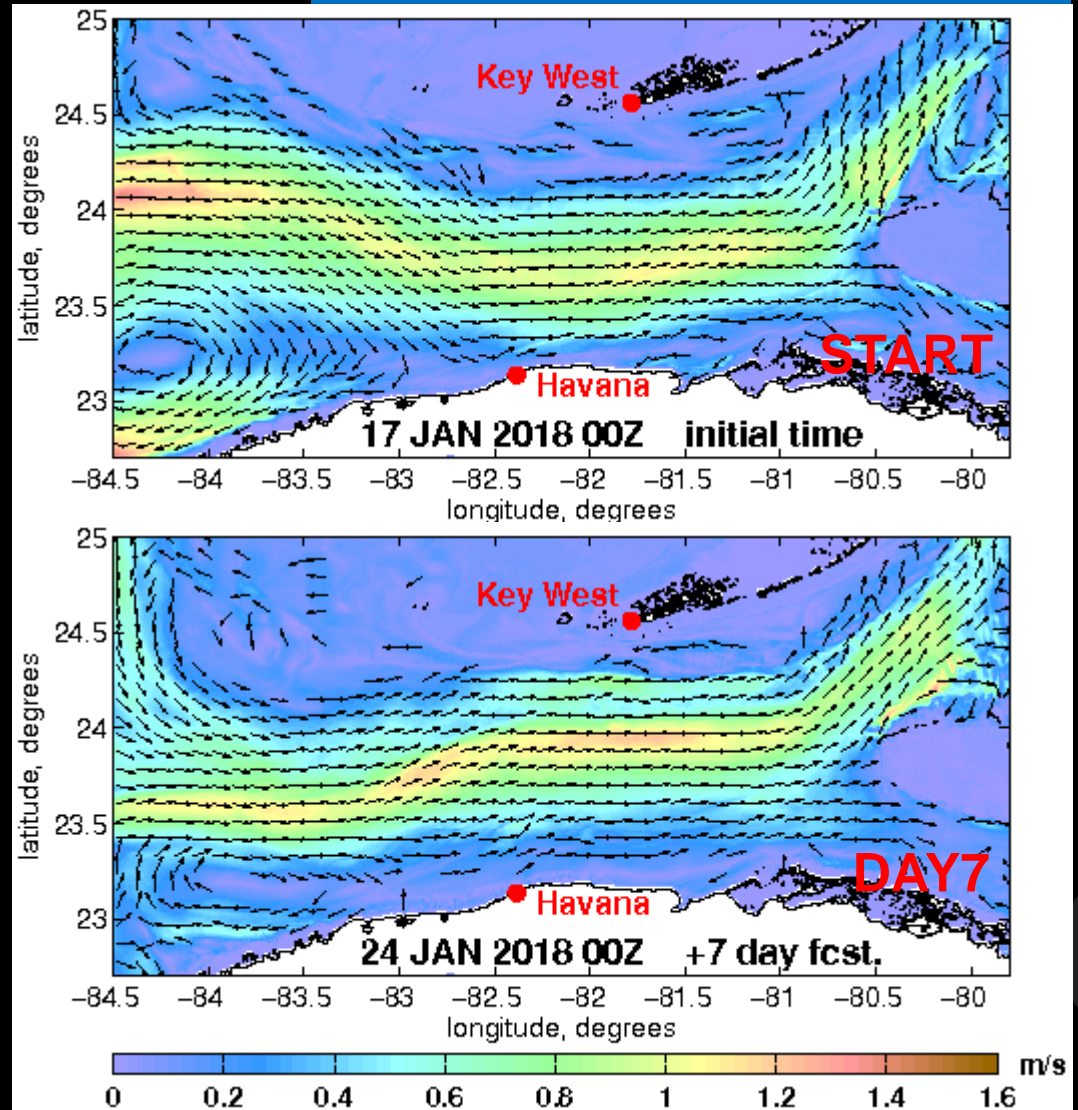 25
24.5
24
23.5
23
latitude, degrees
Key West
START
Havana
17 JAN 2018 00Z initial time
−84.5 −84 −83.5 −83 −82.5 −82 −81.5 −81 −80.5 −80
longitude, degrees
25
24.5
24
23.5
23
latitude, degrees
Key West
DAY7
Havana
24 JAN 2018 00Z +7 day fcst.
−84.5 −84 −83.5 −83 −82.5 −82 −81.5 −81 −80.5 −80
longitude, degrees
m/s
0 0.2 0.4 0.6 0.8 1 1.2 1.4 1.6